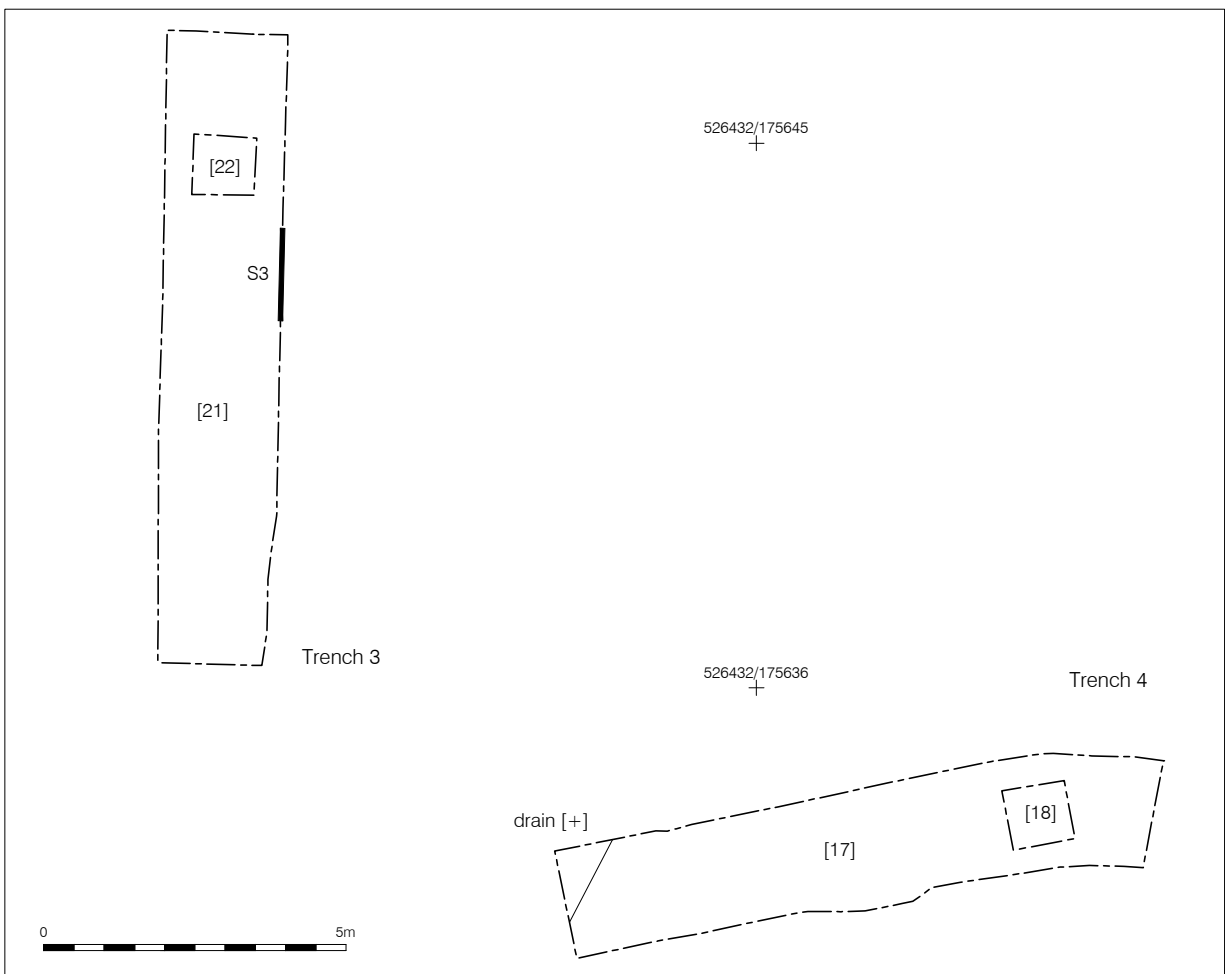 526432/175645
[22]
S3
[21]
Trench 3
526432/175636
Trench 4
drain [+]
[18]
[17]
0 5m